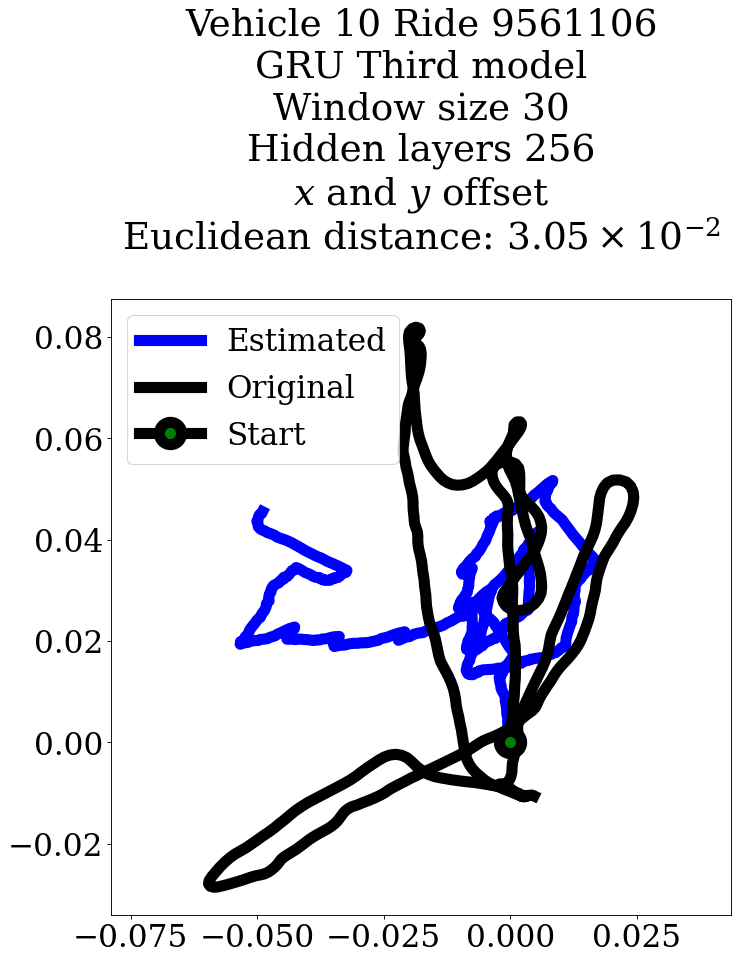 Vehicle 10 Ride 9561106
GRU Third model
Window size 30
Hidden layers 256
x and y offset
Euclidean distance: 3.05 × 10⁻²
Estimated
Original
Start
0.08
0.06
0.04
0.02
0.00
−0.02
−0.075 −0.050 −0.025 0.000 0.025